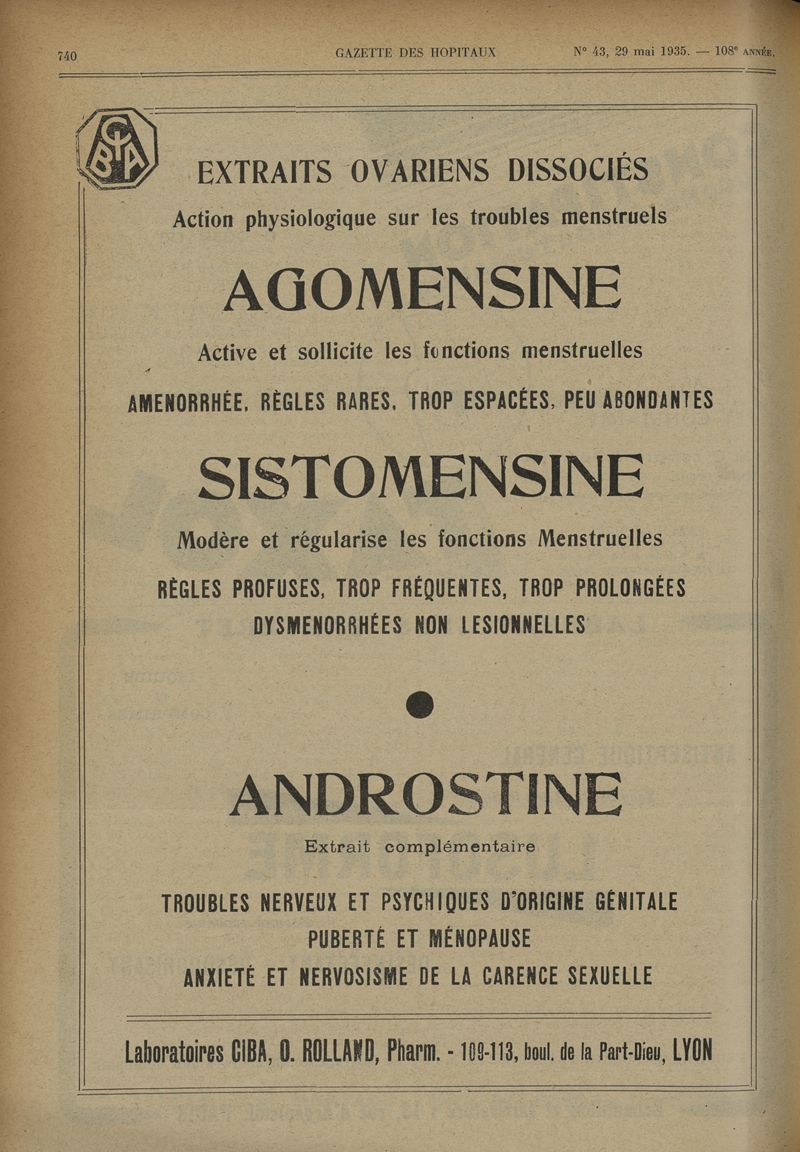 740 GAZETTE DES HOPITAUX N° 43, 29 mai 1935. — 108e ANNÉE.
CIBA
EXTRAITS OVARIENS DISSOCIÉS
Action physiologique sur les troubles menstruels
AGOMENSINE
Active et sollicite les fonctions menstruelles
AMENORRHÉE, RÈGLES RARES, TROP ESPACÉES, PEU ABONDANTES
SISTOMENSINE
Modère et régularise les fonctions Menstruelles
RÈGLES PROFUSES, TROP FRÉQUENTES, TROP PROLONGÉES
DYSMENORRHÉES NON LESIONNELLES
ANDROSTINE
Extrait complémentaire
TROUBLES NERVEUX ET PSYCHIQUES D'ORIGINE GÉNITALE
PUBERTÉ ET MÉNOPAUSE
ANXIETÉ ET NERVOSISME DE LA CARENCE SEXUELLE
Laboratoires CIBA, O. ROLLAND, Pharm. - 109-113, boul. de la Part-Dieu, LYON